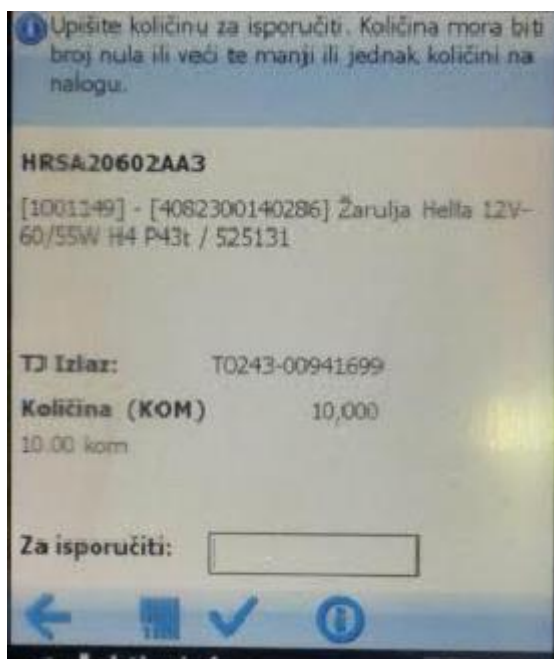 Upišite količinu za isporučiti. Količina mora biti
broj nula ili veći te manji ili jednak količini na
nalogu.
HRSA20602AA3
[1001149] - [4082300140286] Žarulja Hella 12V-
60/55W H4 P43t / 525131
TJ Izlaz: T0243-00941699
Količina (KOM) 10,000
10.00 kom
Za isporučiti: